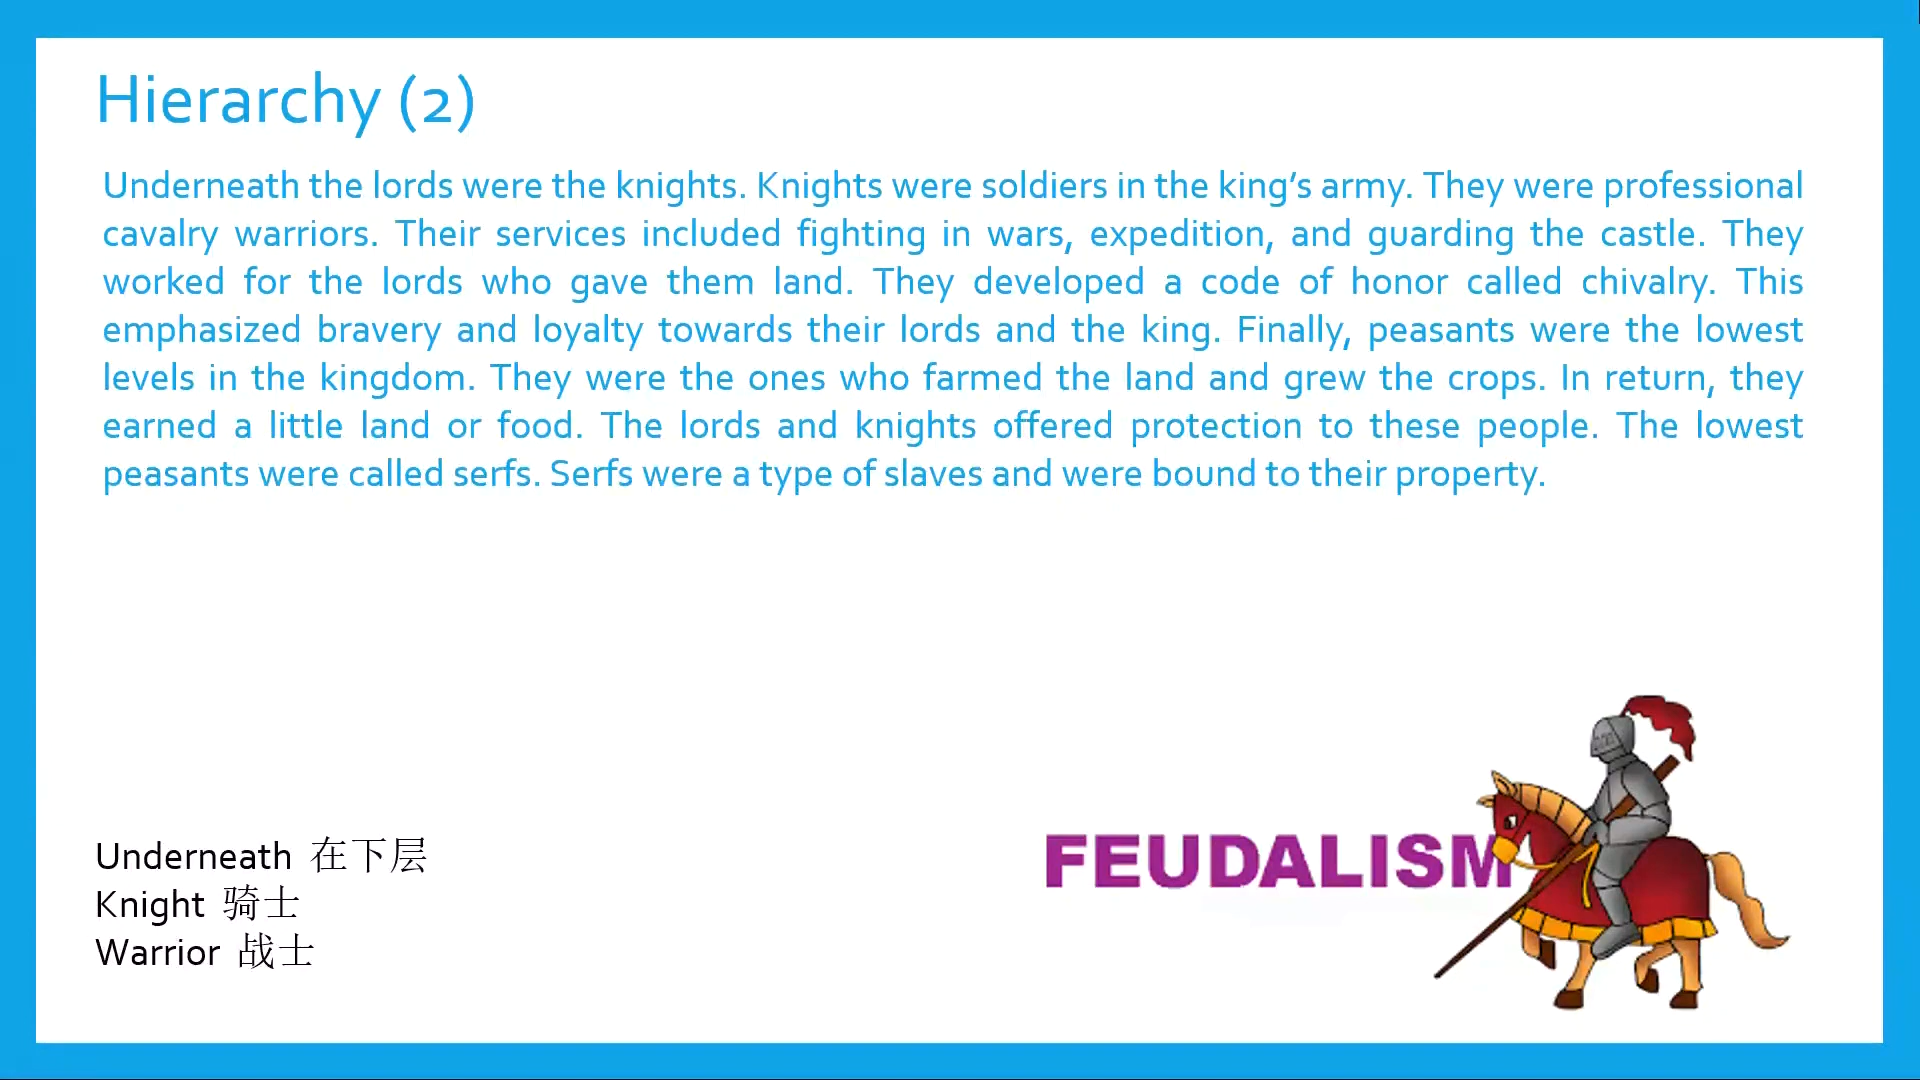 Hierarchy (2)
Underneath the lords were the knights. Knights were soldiers in the king’s army. They were professional
cavalry warriors. Their services included fighting in wars, expedition, and guarding the castle. They
worked for the lords who gave them land. They developed a code of honor called chivalry. This
emphasized bravery and loyalty towards their lords and the king. Finally, peasants were the lowest
levels in the kingdom. They were the ones who farmed the land and grew the crops. In return, they
earned a little land or food. The lords and knights offered protection to these people. The lowest
peasants were called serfs. Serfs were a type of slaves and were bound to their property.
FEUDALISM
Underneath 在下层
Knight 骑士
Warrior 战士